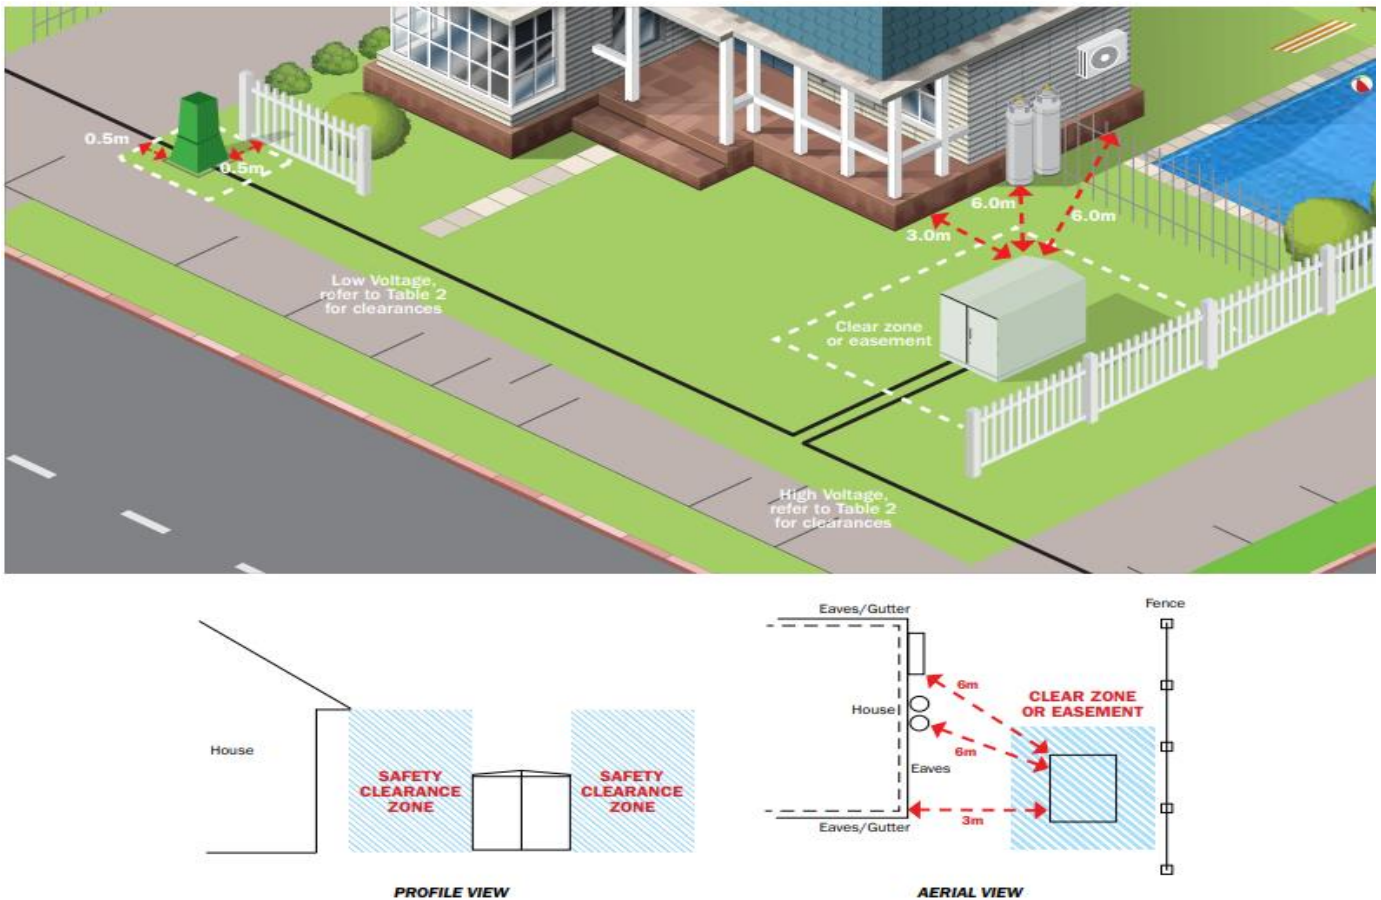 0.5m
0.5m
6.0m
6.0m
3.0m
Low Voltage,
refer to Table 2
for clearances
Clear zone
or easement
High Voltage,
refer to Table 2
for clearances
House
SAFETY
CLEARANCE
ZONE
SAFETY
CLEARANCE
ZONE
PROFILE VIEW
Eaves/Gutter
Fence
6m
CLEAR ZONE
OR EASEMENT
House
6m
Eaves
3m
Eaves/Gutter
AERIAL VIEW